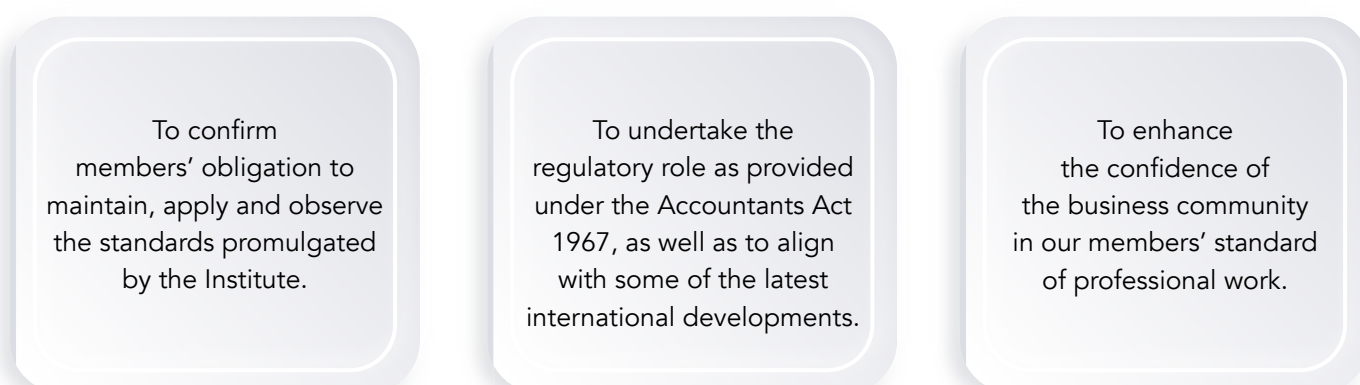 To confirm
members’ obligation to
maintain, apply and observe
the standards promulgated
by the Institute.
To undertake the
regulatory role as provided
under the Accountants Act
1967, as well as to align
with some of the latest
international developments.
To enhance
the confidence of
the business community
in our members’ standard
of professional work.